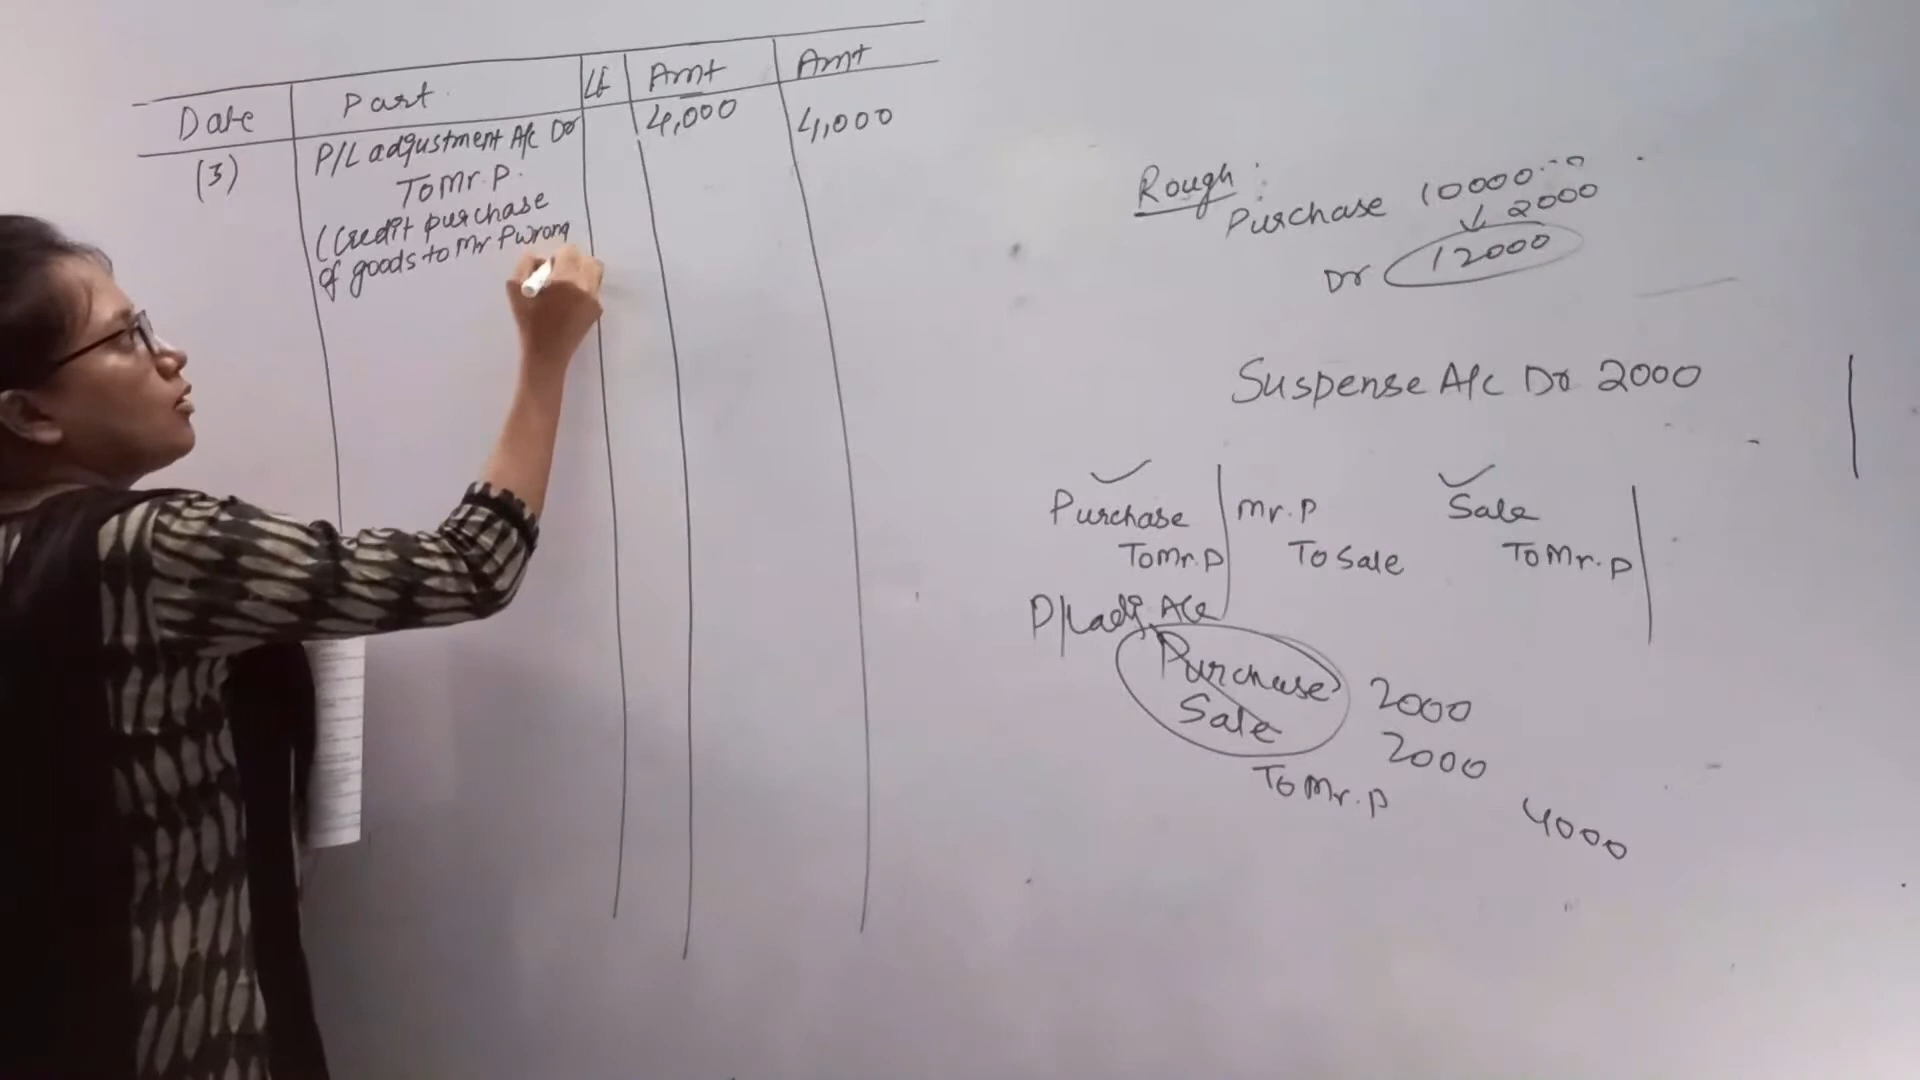 Date Part. LF Amt Amt
(3) P/L adjustment A/c Dr 4,000 4,000
To Mr. P.
(Credit purchase
of goods to Mr P wrong
Rough:
Purchase 10000
2000
Dr 12000
Suspense A/c Dr 2000
Purchase Mr. P Sale
To Mr. P To Sale To Mr. P
P/L adj. A/c
Purchase 2000
Sale 2000
To Mr. P 4000